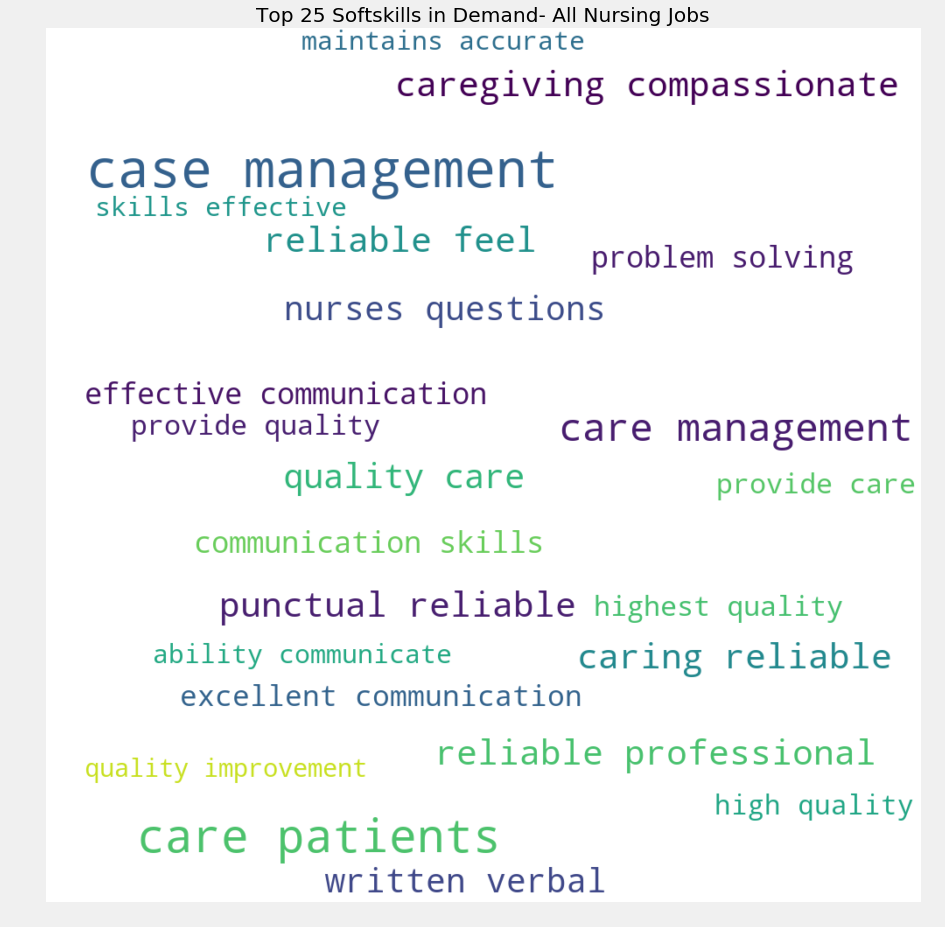 Top 25 Softskills in Demand- All Nursing Jobs
maintains accurate
caregiving compassionate
case management
skills effective
reliable feel
problem solving
nurses questions
effective communication
provide quality
care management
quality care
provide care
communication skills
punctual reliable
highest quality
ability communicate
caring reliable
excellent communication
reliable professional
quality improvement
high quality
care patients
written verbal